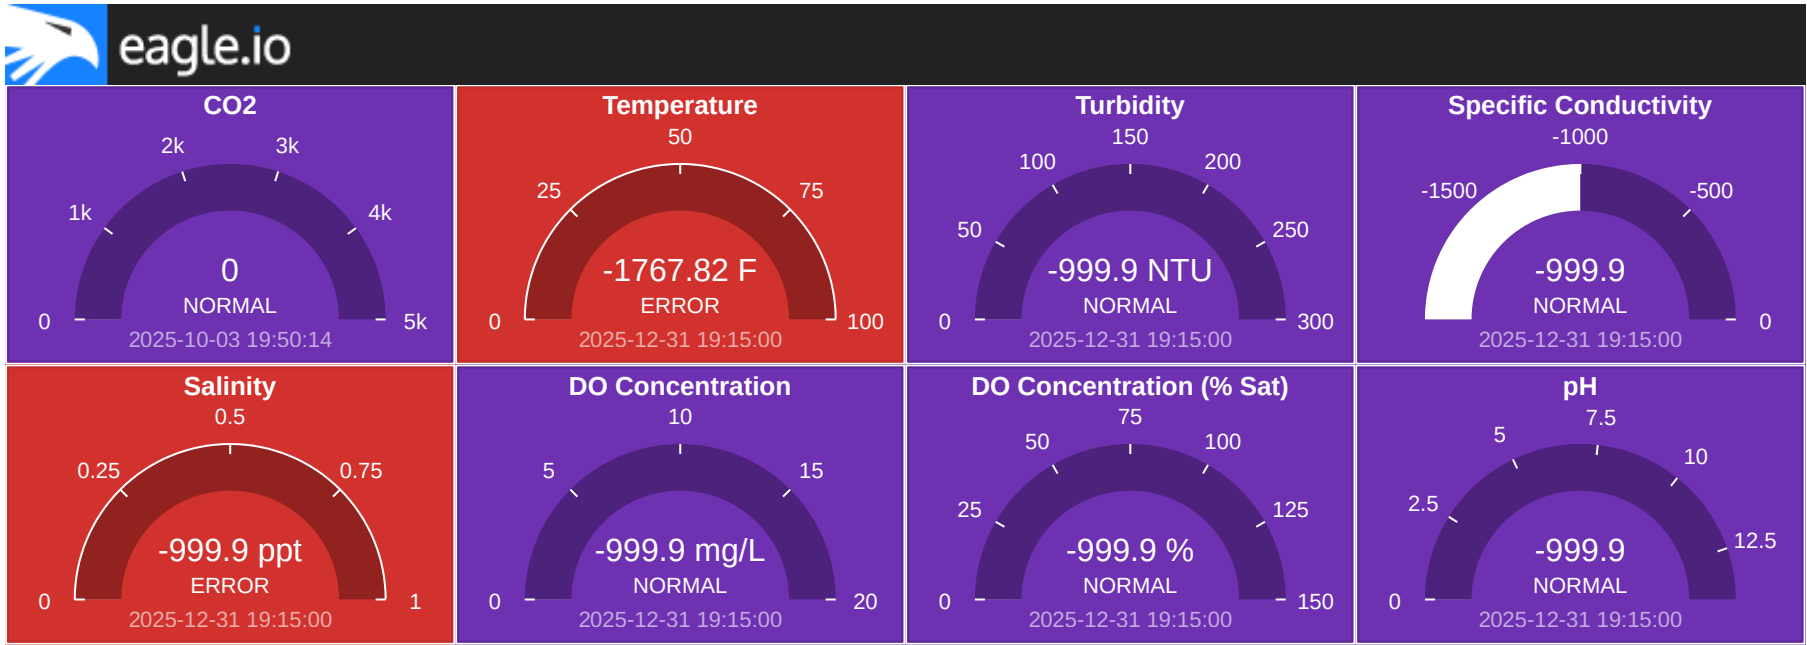 eagle.io
CO2
2k
3k
1k
4k
0
NORMAL
0
5k
2025-10-03 19:50:14
Temperature
50
25
75
-1767.82 F
ERROR
0
100
2025-12-31 19:15:00
Turbidity
150
100
200
50
250
-999.9 NTU
NORMAL
0
300
2025-12-31 19:15:00
Specific Conductivity
-1000
-1500
-500
-999.9
NORMAL
0
2025-12-31 19:15:00
Salinity
0.5
0.25
0.75
-999.9 ppt
ERROR
0
1
2025-12-31 19:15:00
DO Concentration
10
5
15
-999.9 mg/L
NORMAL
0
20
2025-12-31 19:15:00
DO Concentration (% Sat)
75
50
100
25
125
-999.9 %
NORMAL
0
150
2025-12-31 19:15:00
pH
7.5
5
10
2.5
12.5
-999.9
NORMAL
0
2025-12-31 19:15:00